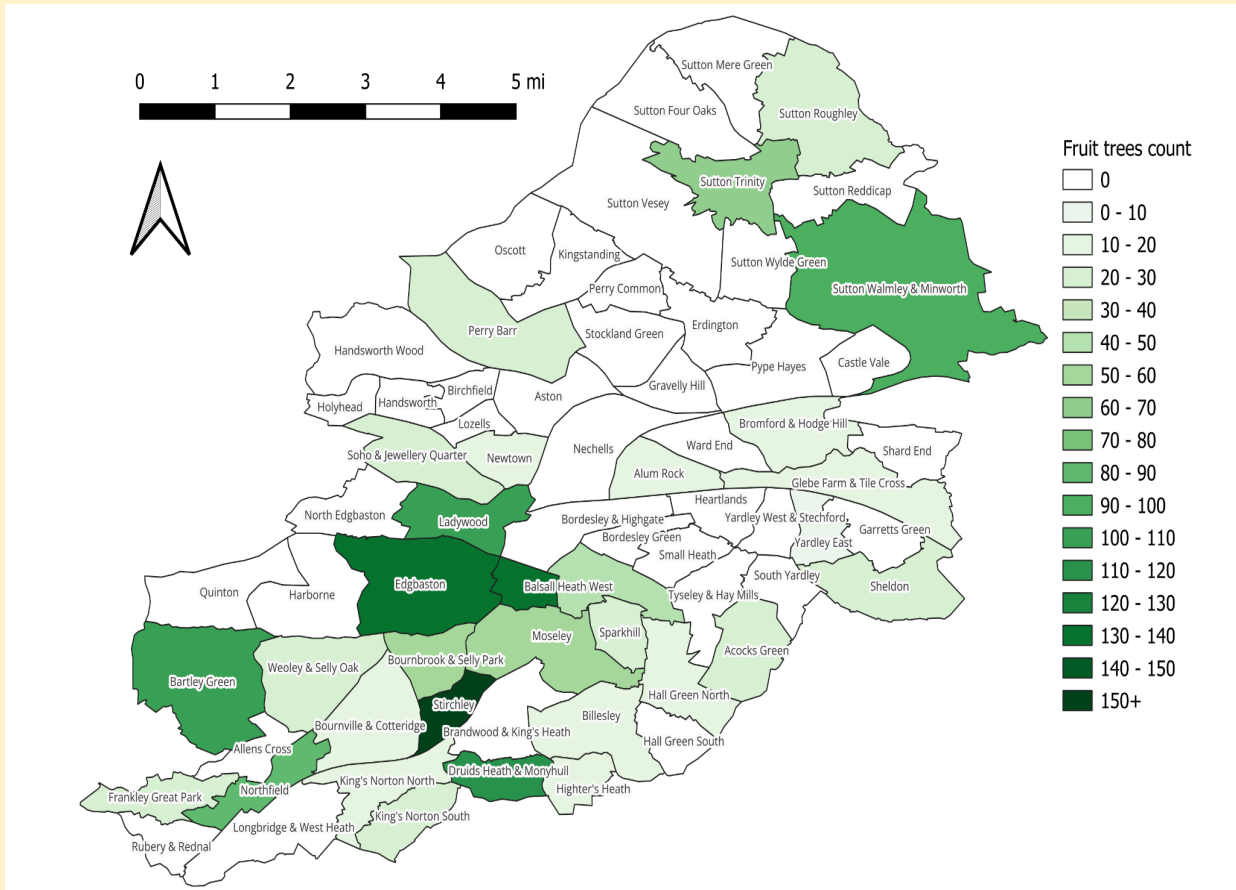 0 1 2 3 4 5 mi
Sutton Mere Green
Sutton Four Oaks
Sutton Roughley
Sutton Trinity
Sutton Reddicap
Sutton Vesey
Oscott
Kingstanding
Sutton Wylde Green
Perry Common
Sutton Walmley & Minworth
Perry Barr
Stockland Green
Erdington
Handsworth Wood
Pype Hayes
Castle Vale
Gravelly Hill
Birchfield
Aston
Holyhead
Handsworth
Lozells
Bromford & Hodge Hill
Soho & Jewellery Quarter
Newtown
Nechells
Ward End
Shard End
Alum Rock
Glebe Farm & Tile Cross
Heartlands
North Edgbaston
Ladywood
Bordesley & Highgate
Yardley West & Stechford
Garretts Green
Bordesley Green
Yardley East
Small Heath
South Yardley
Edgbaston
Balsall Heath West
Sheldon
Quinton
Harborne
Tyseley & Hay Mills
Sparkhill
Moseley
Acocks Green
Bournbrook & Selly Park
Weoley & Selly Oak
Bartley Green
Hall Green North
Stirchley
Billesley
Bournville & Cotteridge
Brandwood & King's Heath
Hall Green South
Allens Cross
Druids Heath & Monyhull
King's Norton North
Highter's Heath
Northfield
Frankley Great Park
King's Norton South
Longbridge & West Heath
Rubery & Rednal
Fruit trees count
0
0 - 10
10 - 20
20 - 30
30 - 40
40 - 50
50 - 60
60 - 70
70 - 80
80 - 90
90 - 100
100 - 110
110 - 120
120 - 130
130 - 140
140 - 150
150+